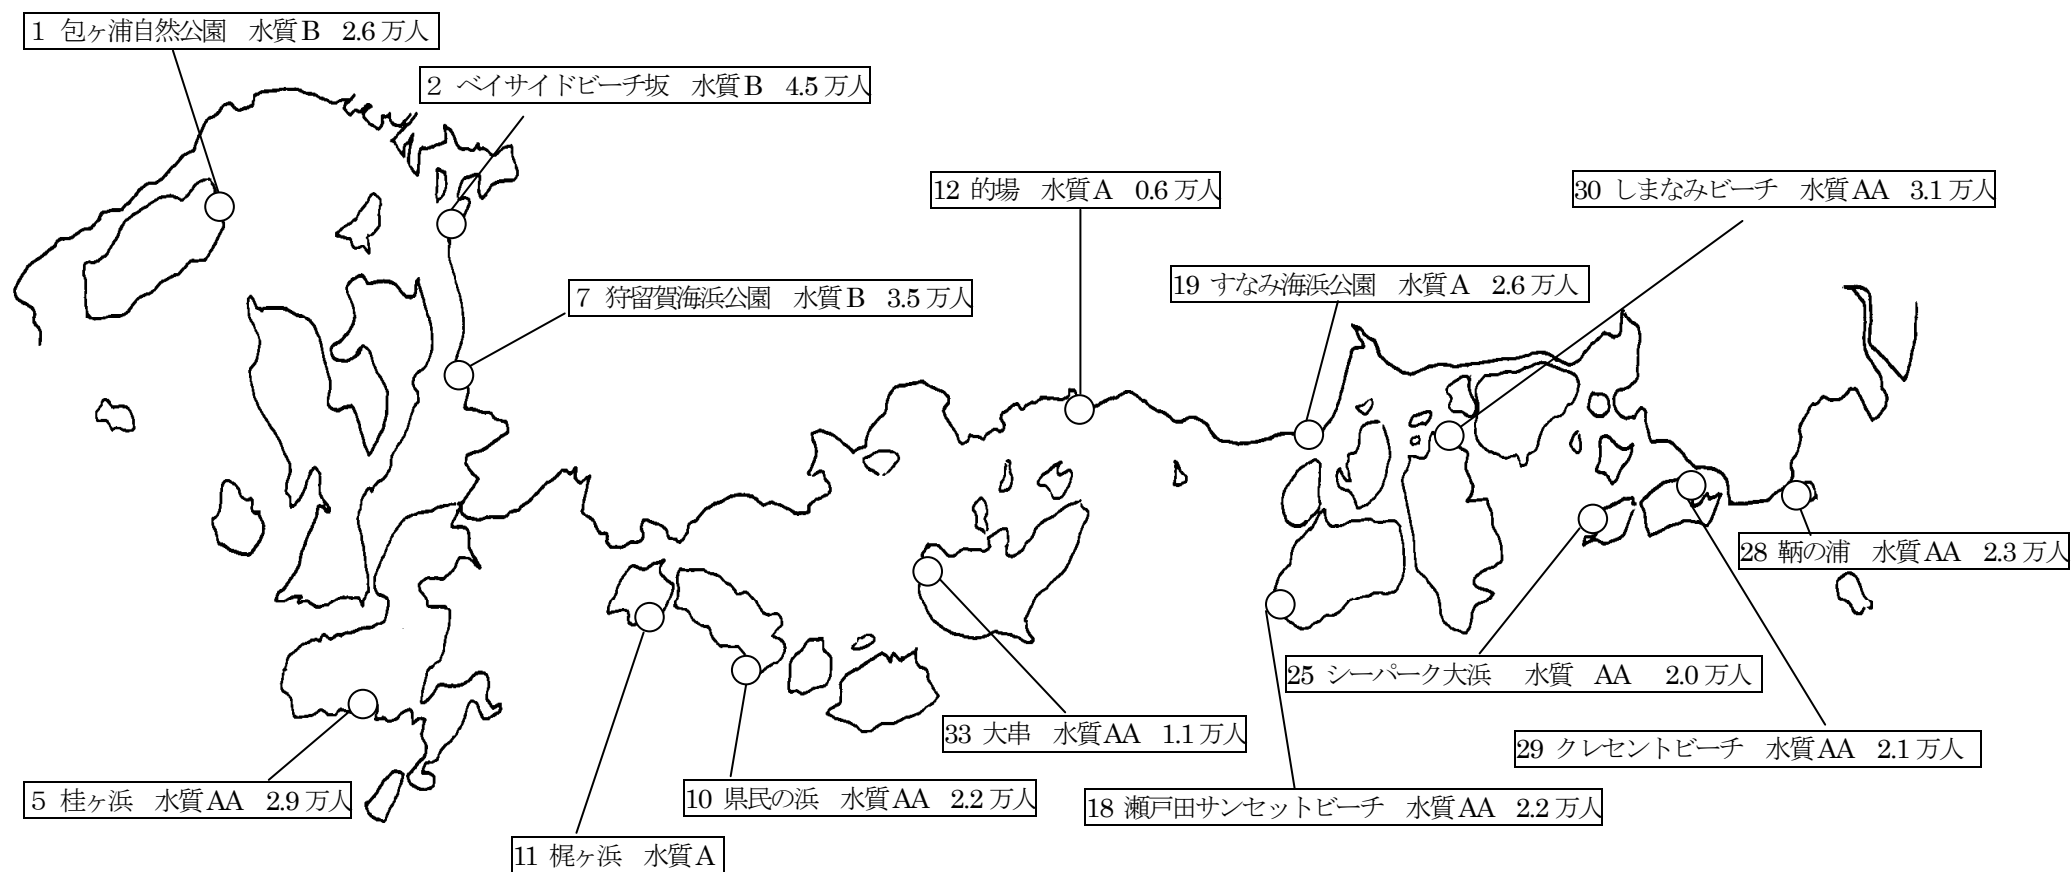 1 包ヶ浦自然公園 水質B 2.6万人
2 ベイサイドビーチ坂 水質B 4.5万人
12 的場 水質A 0.6万人
30 しまなみビーチ 水質AA 3.1万人
7 狩留賀海浜公園 水質B 3.5万人
19 すなみ海浜公園 水質A 2.6万人
28 鞆の浦 水質AA 2.3万人
25 シーパーク大浜 水質 AA 2.0万人
33 大串 水質AA 1.1万人
29 クレセントビーチ 水質AA 2.1万人
5 桂ヶ浜 水質AA 2.9万人
10 県民の浜 水質AA 2.2万人
18 瀬戸田サンセットビーチ 水質AA 2.2万人
11 梶ヶ浜 水質A